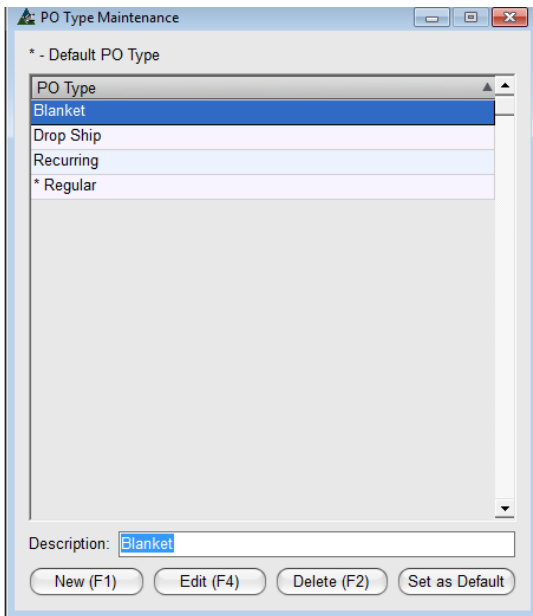 PO Type Maintenance
* - Default PO Type
PO Type
Blanket
Drop Ship
Recurring
* Regular
Description: Blanket
New (F1) Edit (F4) Delete (F2) Set as Default